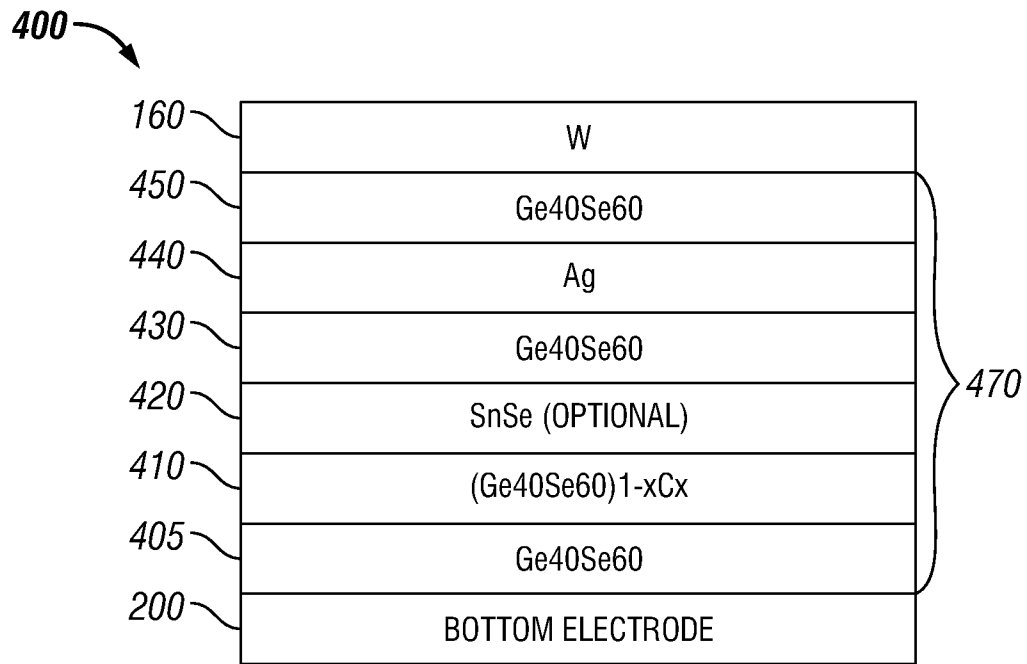 400
160 W
450 Ge40Se60
440 Ag
430 Ge40Se60
420 SnSe (OPTIONAL)
470
410 (Ge40Se60)1-xCx
405 Ge40Se60
200 BOTTOM ELECTRODE